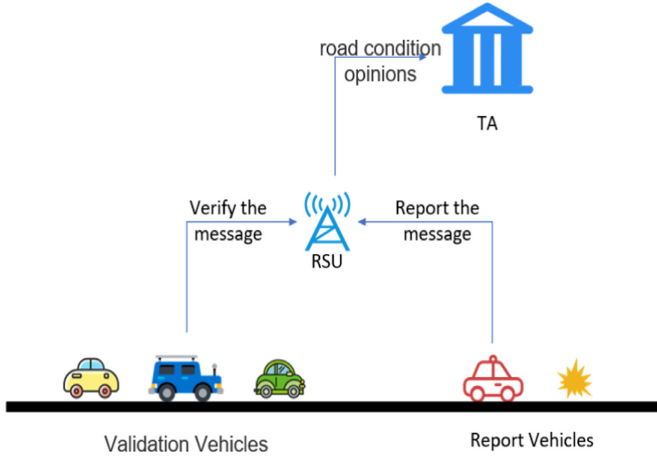 road condition
opinions
TA
Verify the
message
Report the
message
RSU
Validation Vehicles
Report Vehicles